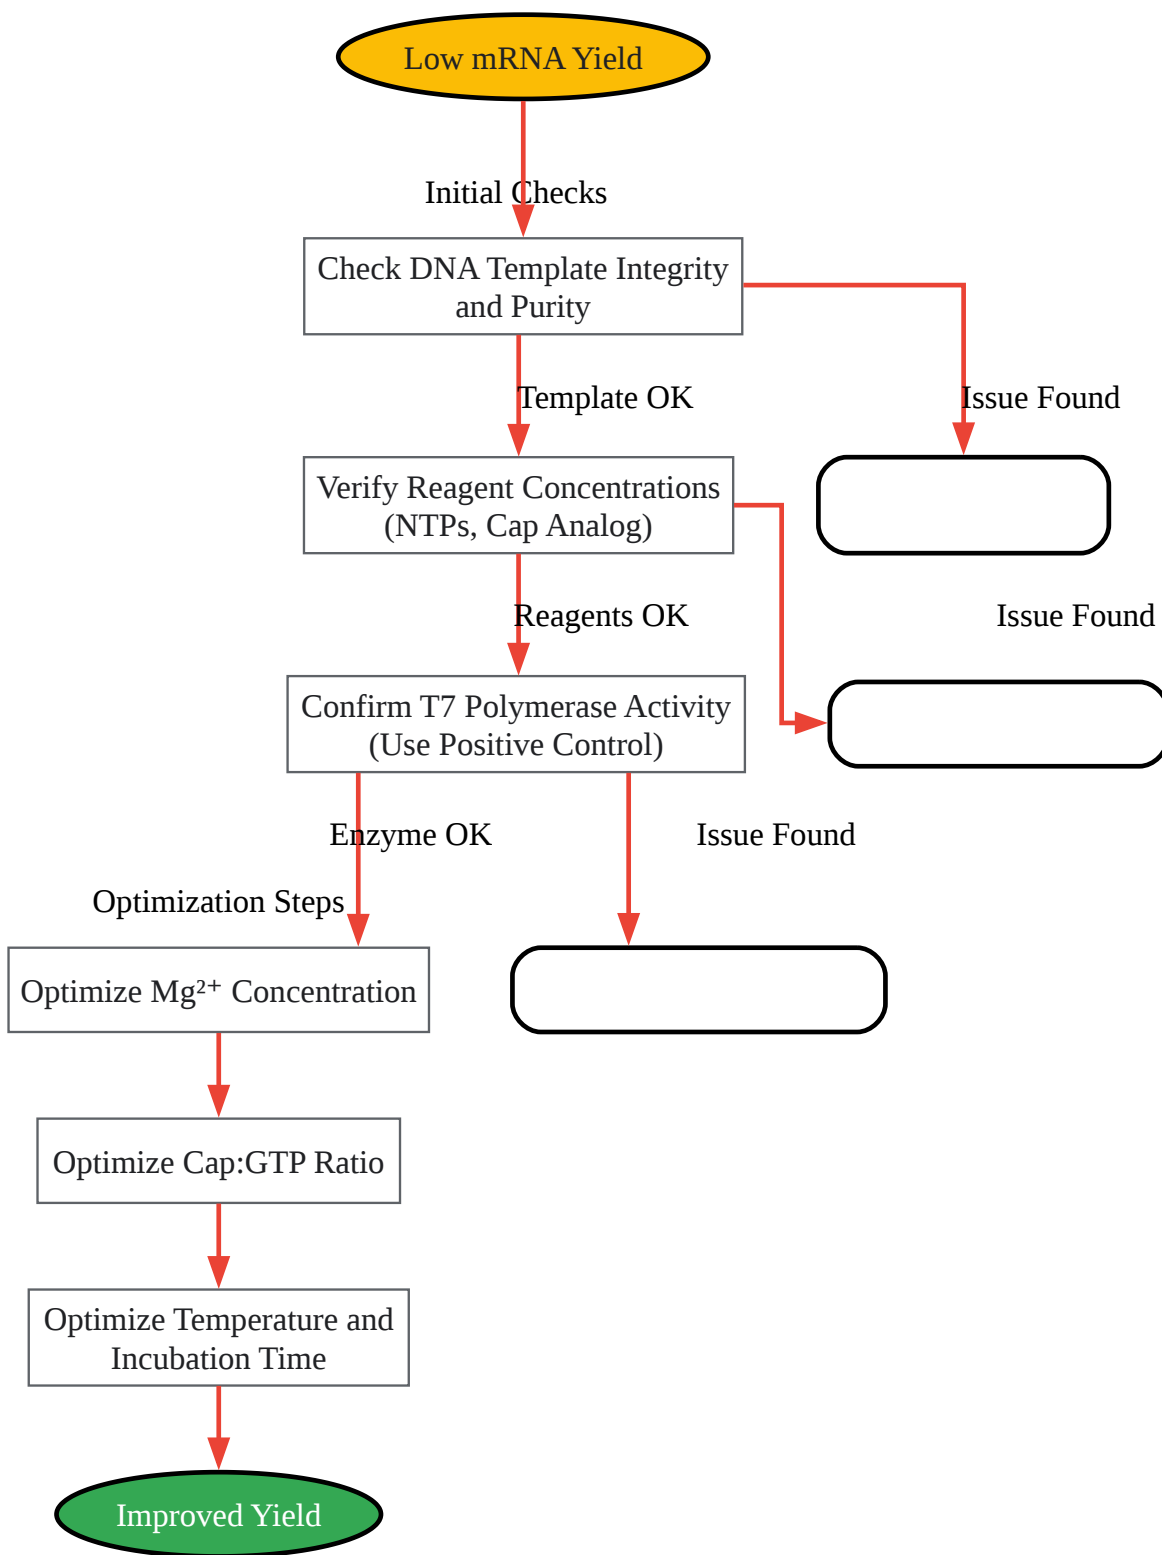 Low mRNA Yield
Initial Checks
Check DNA Template Integrity
and Purity
Template OK
Issue Found
Verify Reagent Concentrations
(NTPs, Cap Analog)
Reagents OK
Issue Found
Confirm T7 Polymerase Activity
(Use Positive Control)
Enzyme OK
Issue Found
Optimization Steps
Optimize Mg²⁺ Concentration
Optimize Cap:GTP Ratio
Optimize Temperature and
Incubation Time
Improved Yield